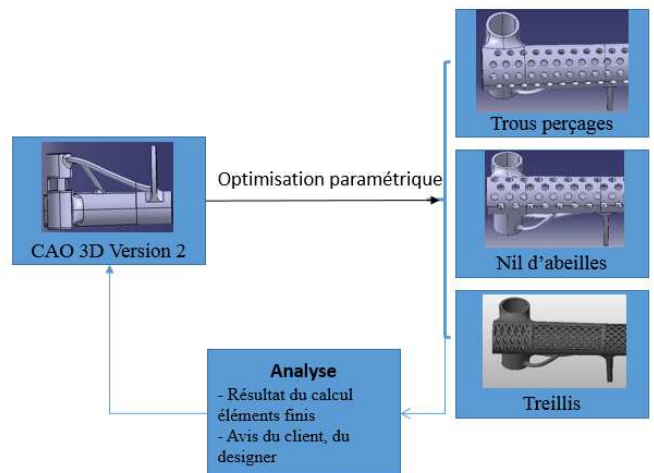 Trous perçages
Optimisation paramétrique
CAO 3D Version 2
Nil d'abeilles
Analyse
- Résultat du calcul
éléments finis
- Avis du client, du
designer
Treillis